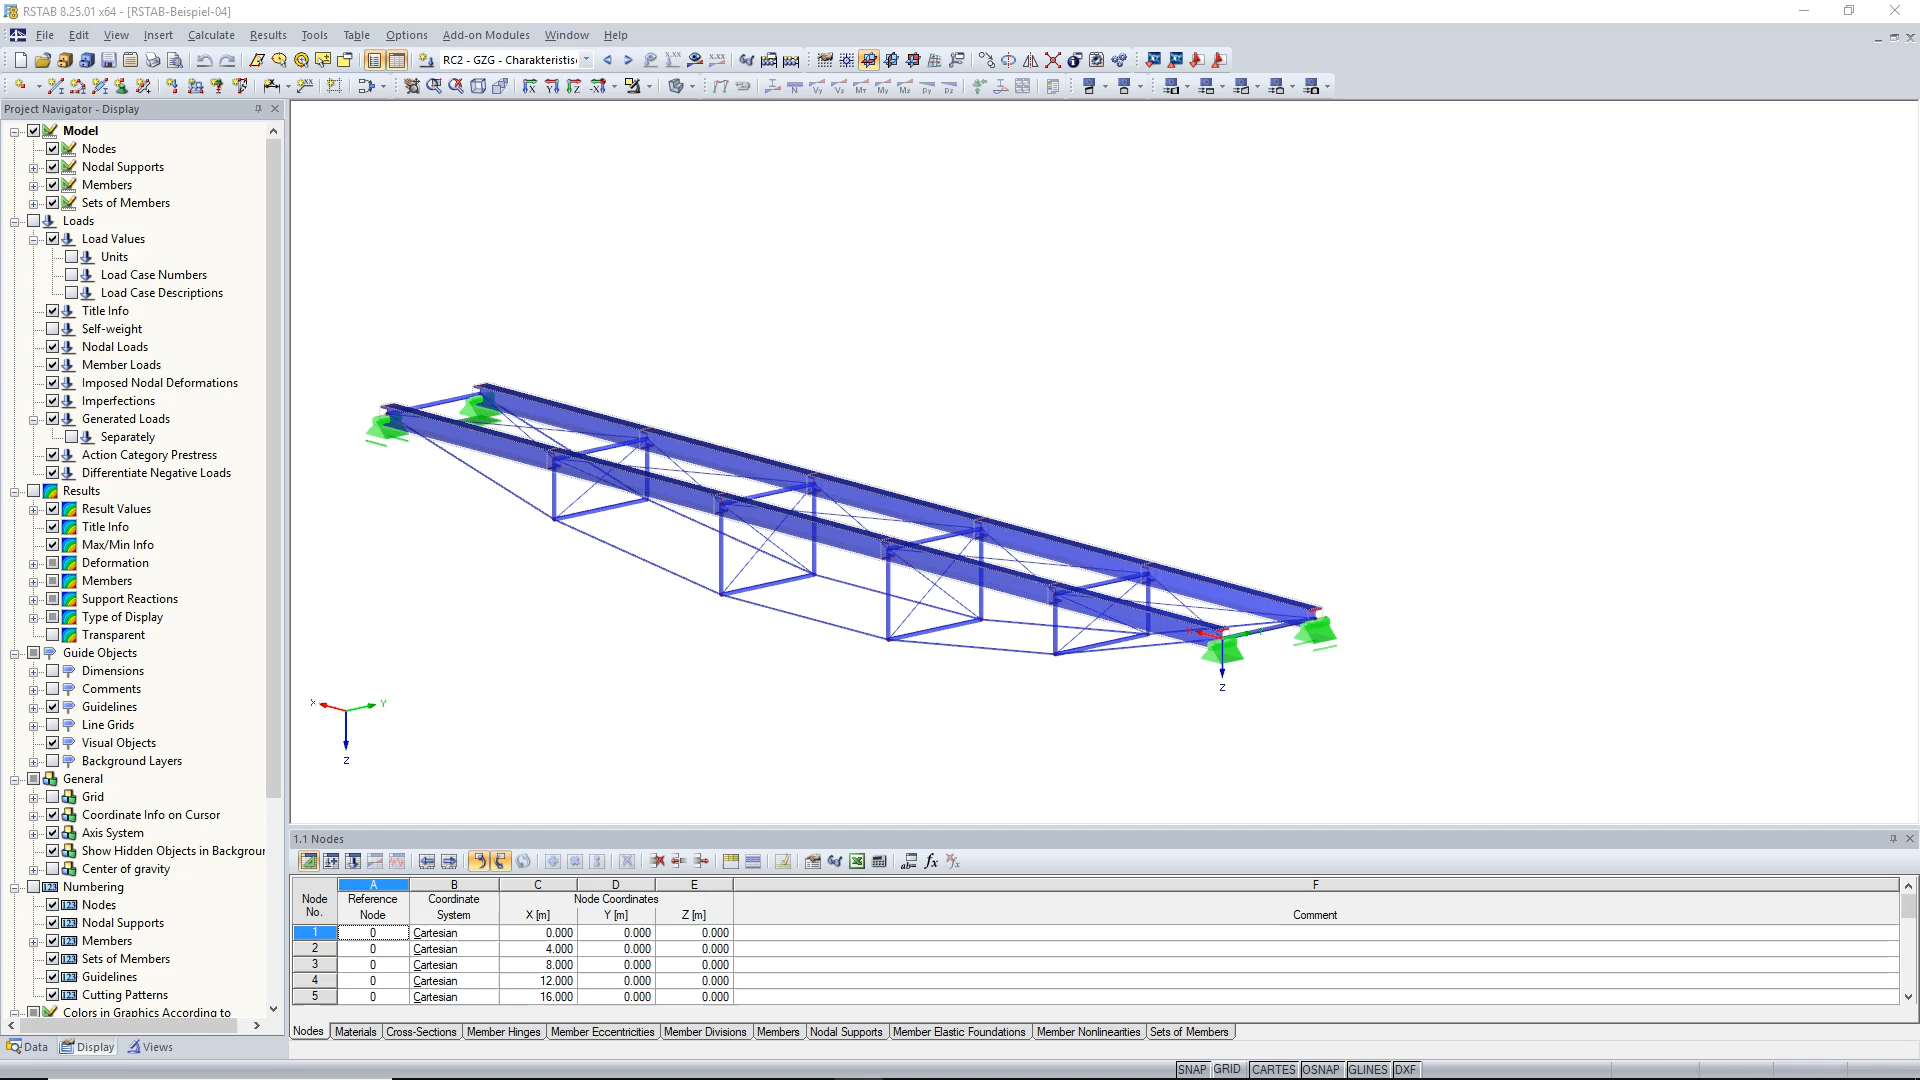 RSTAB 8.25.01 x64 - [RSTAB-Beispiel-04]
File Edit View Insert Calculate Results Tools Table Options Add-on Modules Window Help
RC2 - GZG - Charakteristis
Project Navigator - Display
Model
Nodes
Nodal Supports
Members
Sets of Members
Loads
Load Values
Units
Load Case Numbers
Load Case Descriptions
Title Info
Self-weight
Nodal Loads
Member Loads
Imposed Nodal Deformations
Imperfections
Generated Loads
Separately
Action Category Prestress
Differentiate Negative Loads
Results
Result Values
Title Info
Max/Min Info
Deformation
Members
Support Reactions
Type of Display
Transparent
Guide Objects
Dimensions
Comments
Guidelines
Line Grids
Visual Objects
Background Layers
General
Grid
Coordinate Info on Cursor
Axis System
Show Hidden Objects in Backgroun
Center of gravity
Numbering
Nodes
Nodal Supports
Members
Sets of Members
Guidelines
Cutting Patterns
Colors in Graphics According to
Data Display Views
Z
X Y
Z
1.1 Nodes
A B C D E F
Node Reference Coordinate Node Coordinates
No. Node System X [m] Y [m] Z [m] Comment
1 0 Cartesian 0.000 0.000 0.000
2 0 Cartesian 4.000 0.000 0.000
3 0 Cartesian 8.000 0.000 0.000
4 0 Cartesian 12.000 0.000 0.000
5 0 Cartesian 16.000 0.000 0.000
Nodes Materials Cross-Sections Member Hinges Member Eccentricities Member Divisions Members Nodal Supports Member Elastic Foundations Member Nonlinearities Sets of Members
SNAP GRID CARTES OSNAP GLINES DXF